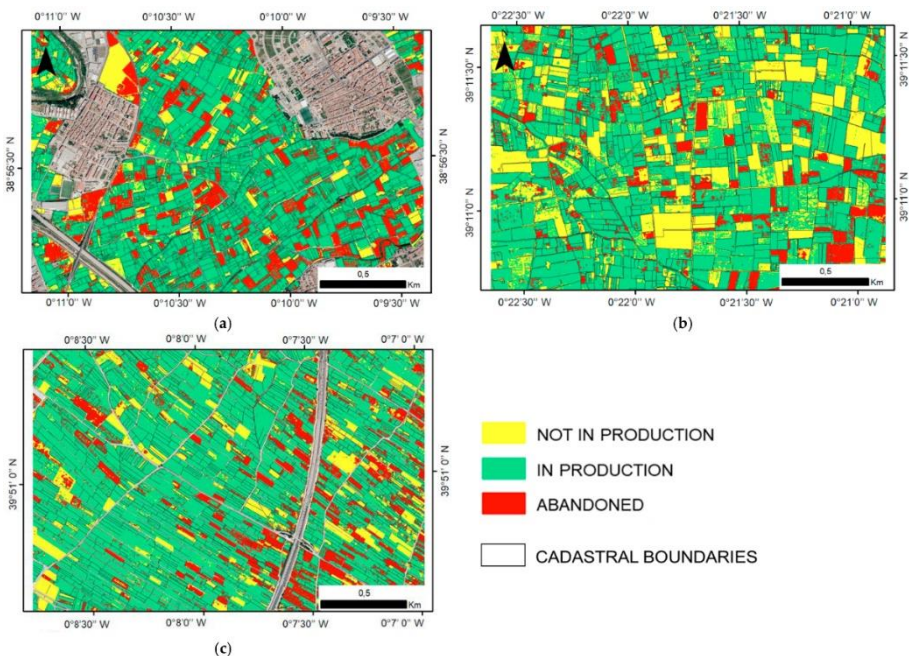 0°11'0'' W 0°10'30'' W 0°10'0'' W 0°9'30'' W
38°56'30'' N
38°56'30'' N
0,5
Km
0°11'0'' W 0°10'30'' W 0°10'0'' W 0°9'30'' W
(a)
0°22'30'' W 0°22'0'' W 0°21'30'' W 0°21'0'' W
39°11'30'' N
39°11'30'' N
39°11'0'' N
39°11'0'' N
0,5
Km
0°22'30'' W 0°22'0'' W 0°21'30'' W 0°21'0'' W
(b)
0°8'30'' W 0°8'0'' W 0°7'30'' W 0°7'0'' W
39°51'0'' N
39°51'0'' N
0,5
Km
0°8'30'' W 0°8'0'' W 0°7'30'' W 0°7'0'' W
(c)
NOT IN PRODUCTION
IN PRODUCTION
ABANDONED
CADASTRAL BOUNDARIES